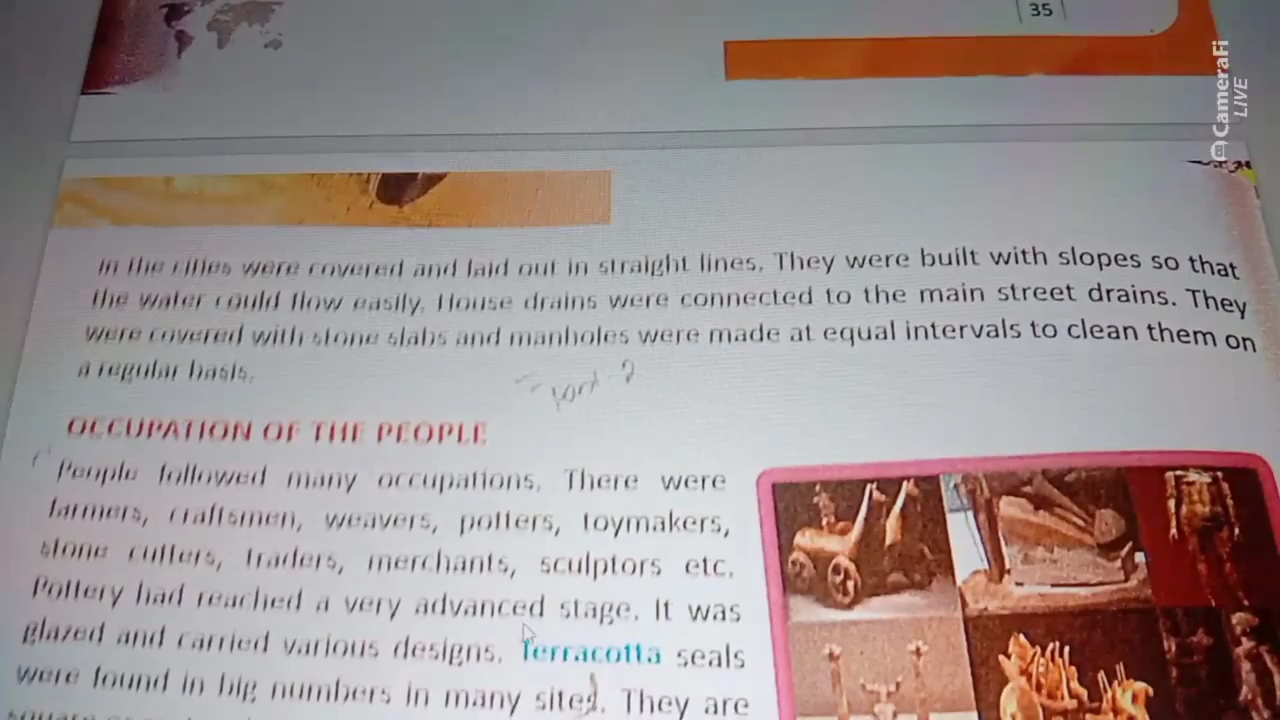 35
CameraFi
LIVE
in the cities were covered and laid out in straight lines. They were built with slopes so that
the water could flow easily. House drains were connected to the main street drains. They
were covered with stone slabs and manholes were made at equal intervals to clean them on
a regular basis.
OCCUPATION OF THE PEOPLE
People followed many occupations. There were
farmers, craftsmen, weavers, potters, toymakers,
stone cutters, traders, merchants, sculptors etc.
Pottery had reached a very advanced stage. It was
glazed and carried various designs. Terracotta seals
were found in big numbers in many sites. They are